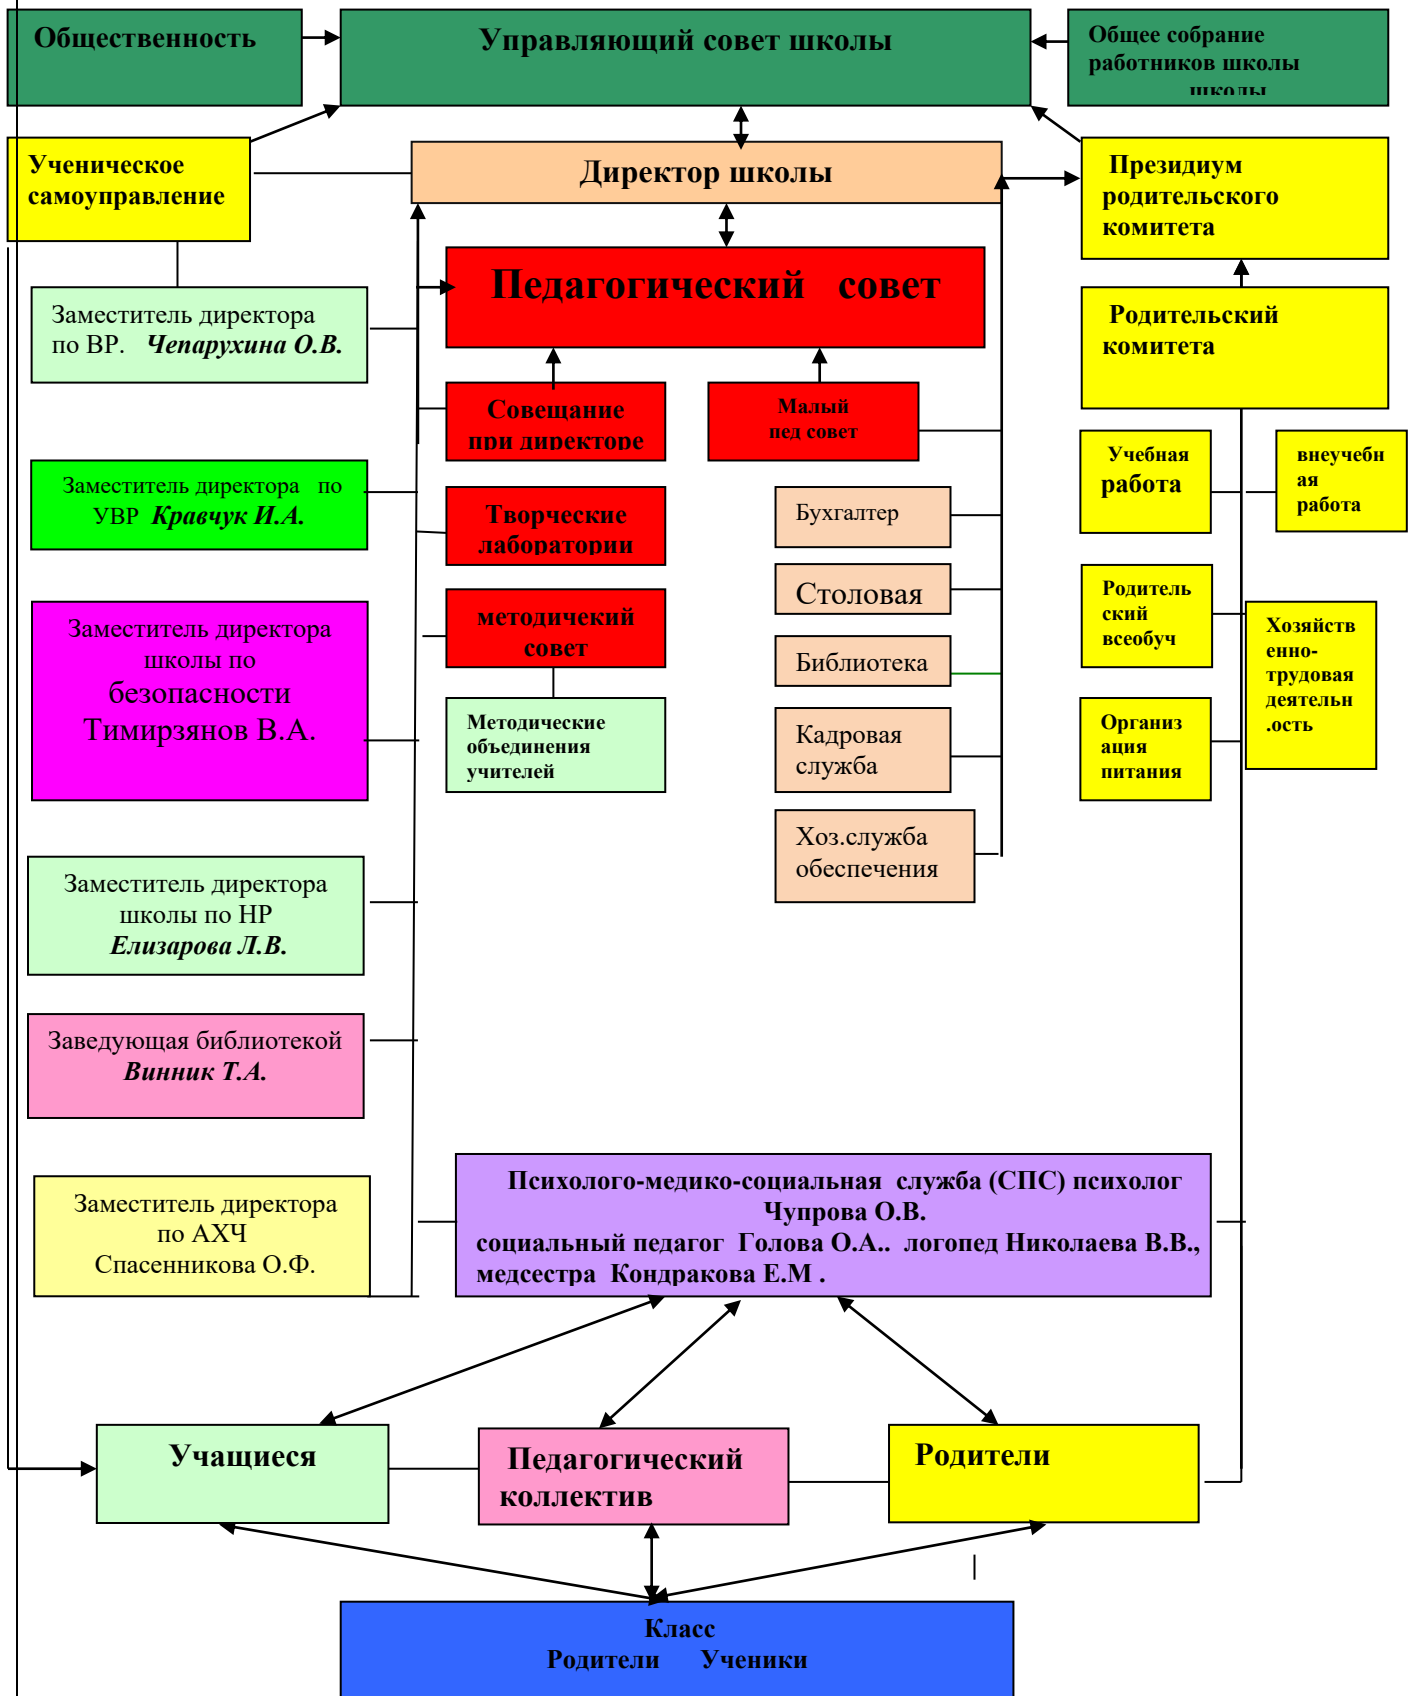 Общественность
Управляющий совет школы
Общее собрание
работников школы
школы
Ученическое
самоуправление
Директор школы
Президиум
родительского
комитета
Педагогический совет
Заместитель директора
по ВР. Чепарухина О.В.
Родительский
комитета
Совещание
при директоре
Малый
пед совет
Учебная
работа
внеучебн
ая
работа
Заместитель директора по
УВР Кравчук И.А.
Творческие
лаборатории
Бухгалтер
Столовая
Родитель
ский
всеобуч
Хозяйств
енно-
трудовая
деятельн
.ость
Заместитель директора
школы по
безопасности
Тимирзянов В.А.
методичекий
совет
Библиотека
Методические
объединения
учителей
Кадровая
служба
Организ
ация
питания
Хоз.служба
обеспечения
Заместитель директора
школы по НР
Елизарова Л.В.
Заведующая библиотекой
Винник Т.А.
Заместитель директора
по АХЧ
Спасенникова О.Ф.
Психолого-медико-социальная служба (СПС) психолог
Чупрова О.В.
социальный педагог Голова О.А.. логопед Николаева В.В.,
медсестра Кондракова Е.М .
Учащиеся
Педагогический
коллектив
Родители
Класс
Родители Ученики